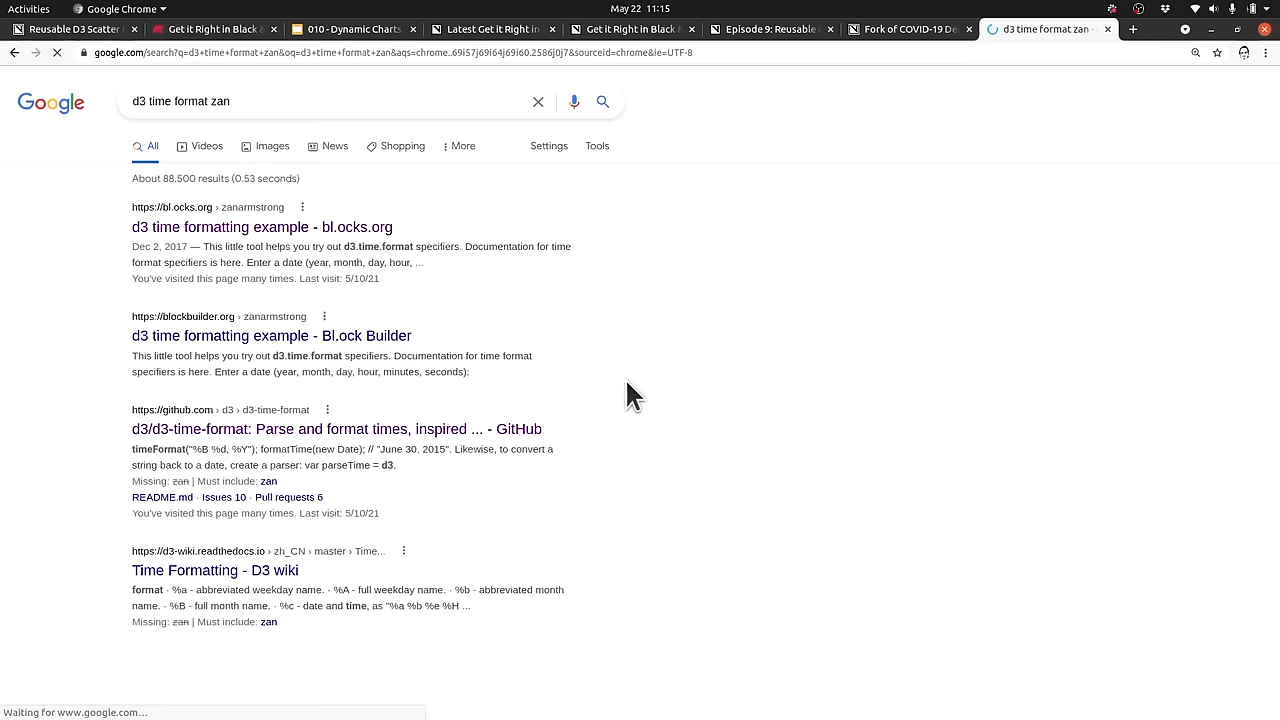 Activities
Google Chrome
May 22 11:15
Reusable D3 Scatter
Get it Right in Black &
010 - Dynamic Charts
Latest Get it Right in
Get it Right in Black &
Episode 9: Reusable
Fork of COVID-19 De
d3 time format zan -
google.com/search?q=d3+time+format+zan&oq=d3+time+format+zan&aqs=chrome..69i57j69i64j69i60.2586j0j7&sourceid=chrome&ie=UTF-8
Google
d3 time format zan
All
Videos
Images
News
Shopping
More
Settings
Tools
About 88,500 results (0.53 seconds)
https://bl.ocks.org › zanarmstrong
d3 time formatting example - bl.ocks.org
Dec 2, 2017 — This little tool helps you try out d3.time.format specifiers. Documentation for time
format specifiers is here. Enter a date (year, month, day, hour, ...
You've visited this page many times. Last visit: 5/10/21
https://blockbuilder.org › zanarmstrong
d3 time formatting example - Bl.ock Builder
This little tool helps you try out d3.time.format specifiers. Documentation for time format
specifiers is here. Enter a date (year, month, day, hour, minutes, seconds):
https://github.com › d3 › d3-time-format
d3/d3-time-format: Parse and format times, inspired ... - GitHub
timeFormat("%B %d, %Y"); formatTime(new Date); // "June 30, 2015". Likewise, to convert a
string back to a date, create a parser: var parseTime = d3.
Missing: zan | Must include: zan
README.md · Issues 10 · Pull requests 6
You've visited this page many times. Last visit: 5/10/21
https://d3-wiki.readthedocs.io › zh_CN › master › Time...
Time Formatting - D3 wiki
format · %a - abbreviated weekday name. · %A - full weekday name. · %b - abbreviated month
name. · %B - full month name. · %c - date and time, as "%a %b %e %H ...
Missing: zan | Must include: zan
Waiting for www.google.com...